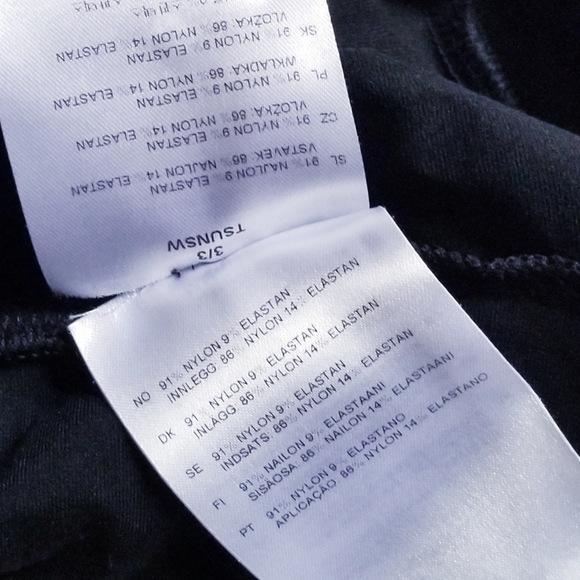 3/3
TSUNSW
SL 91% NAJLON 9% ELASTAN
VSTAVEK: 86% NAJLON 14% ELASTAN
CZ 91% NYLON 9% ELASTAN
VLOŽKA: 86% NYLON 14% ELASTAN
PL 91% NYLON 9% ELASTAN
WKŁADKA: 86% NYLON 14% ELASTAN
SK 91% NYLON 9% ELASTAN
VLOŽKA: 86% NYLON 14% ELASTAN
NO 91% NYLON 9% ELASTAN
INNLEGG: 86% NYLON 14% ELASTAN
DK 91% NYLON 9% ELASTAN
INLÄGG: 86% NYLON 14% ELASTAN
SE 91% NYLON 9% ELASTAN
INDSATS: 86% NYLON 14% ELASTAN
FI 91% NAILON 9% ELASTAANI
SISÄOSA: 86% NAILON 14% ELASTAANI
PT 91% NYLON 9% ELASTANO
APLICAÇÃO: 86% NYLON 14% ELASTANO